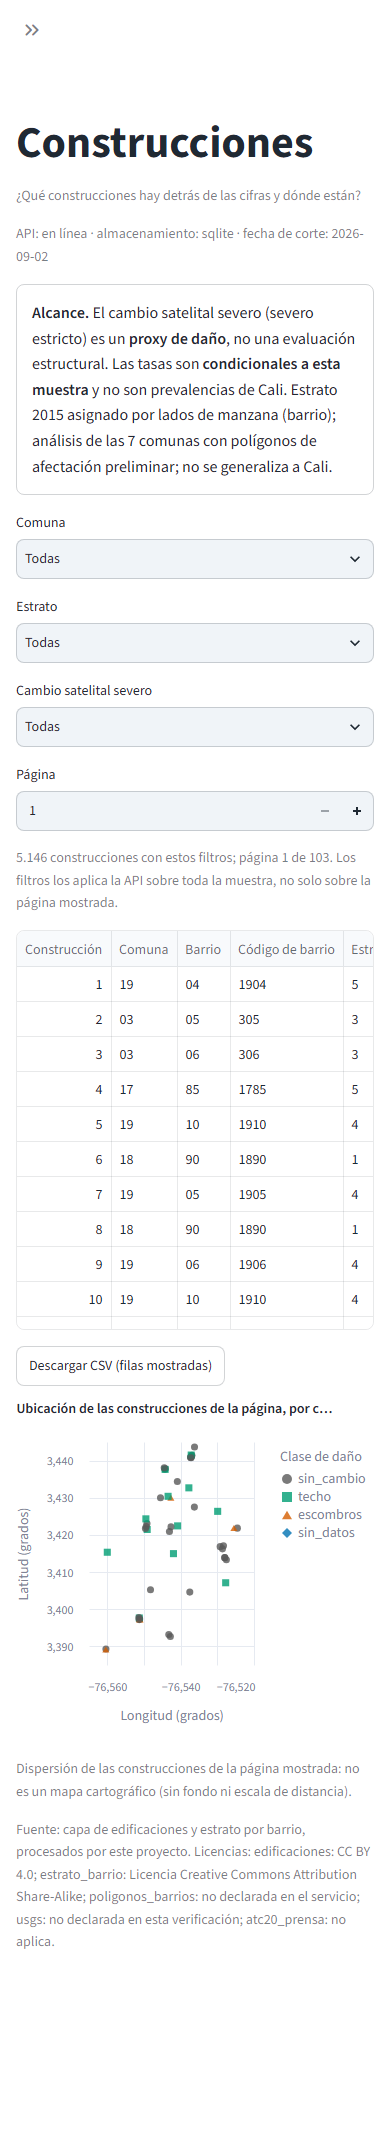 Construcciones
¿Qué construcciones hay detrás de las cifras y dónde están?
API: en línea · almacenamiento: sqlite · fecha de corte: 2026-
09-02
Alcance. El cambio satelital severo (severo
estricto) es un proxy de daño, no una evaluación
estructural. Las tasas son condicionales a esta
muestra y no son prevalencias de Cali. Estrato
2015 asignado por lados de manzana (barrio);
análisis de las 7 comunas con polígonos de
afectación preliminar; no se generaliza a Cali.
Comuna
Todas
Estrato
Todas
Cambio satelital severo
Todas
Página
1
5.146 construcciones con estos filtros; página 1 de 103. Los
filtros los aplica la API sobre toda la muestra, no solo sobre la
página mostrada.
Construcción Comuna Barrio Código de barrio Estr
1 19 04 1904 5
2 03 05 305 3
3 03 06 306 3
4 17 85 1785 5
5 19 10 1910 4
6 18 90 1890 1
7 19 05 1905 4
8 18 90 1890 1
9 19 06 1906 4
10 19 10 1910 4
Descargar CSV (filas mostradas)
Ubicación de las construcciones de la página, por c…
Clase de daño
sin_cambio
techo
escombros
sin_datos
Latitud (grados)
3,440
3,430
3,420
3,410
3,400
3,390
−76,560 −76,540 −76,520
Longitud (grados)
Dispersión de las construcciones de la página mostrada: no
es un mapa cartográfico (sin fondo ni escala de distancia).
Fuente: capa de edificaciones y estrato por barrio,
procesados por este proyecto. Licencias: edificaciones: CC BY
4.0; estrato_barrio: Licencia Creative Commons Attribution
Share-Alike; poligonos_barrios: no declarada en el servicio;
usgs: no declarada en esta verificación; atc20_prensa: no
aplica.